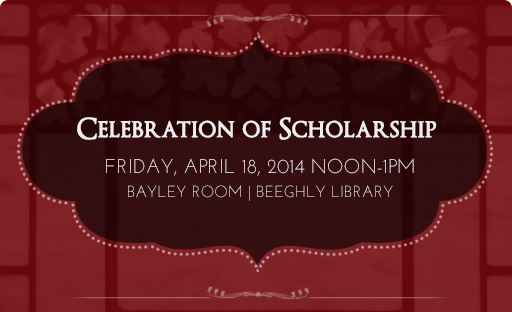 Celebration of Scholarship
FRIDAY, APRIL 18, 2014 NOON-1PM
BAYLEY ROOM | BEEGHLY LIBRARY